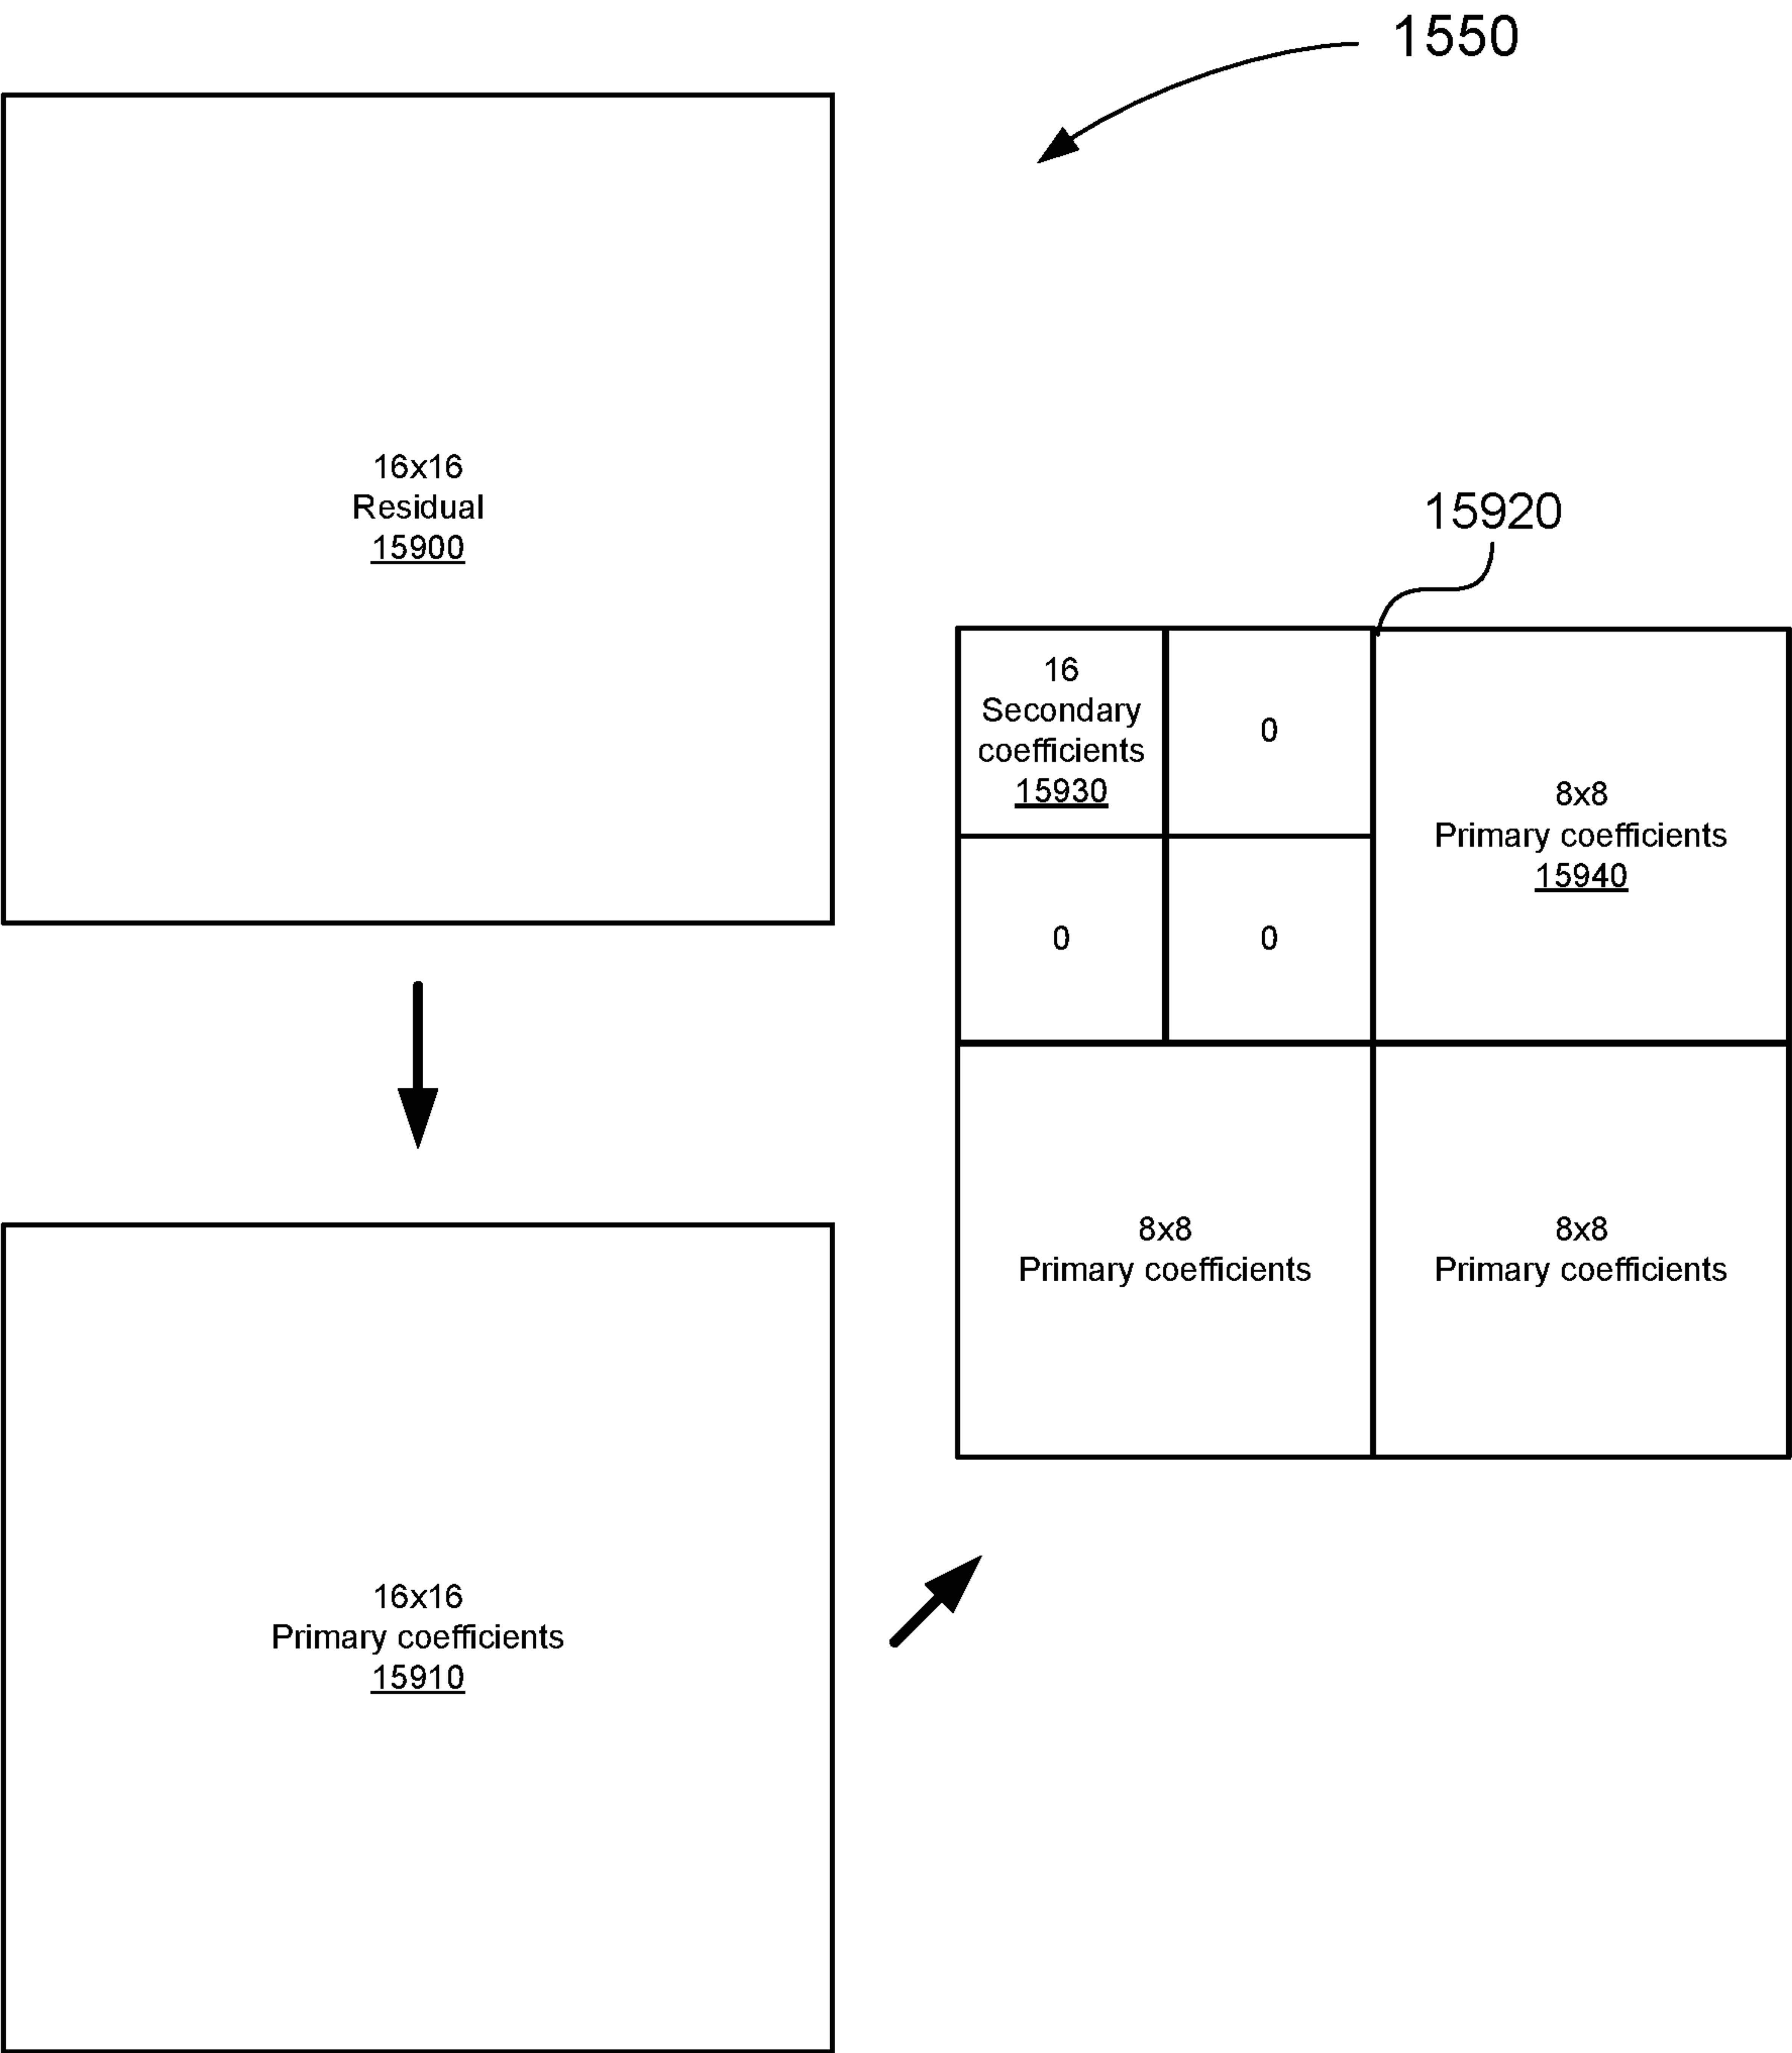 1550
16x16
Residual
15900
15920
16
Secondary
coefficients
15930
0
8x8
Primary coefficients
15940
0
0
8x8
Primary coefficients
8x8
Primary coefficients
16x16
Primary coefficients
15910